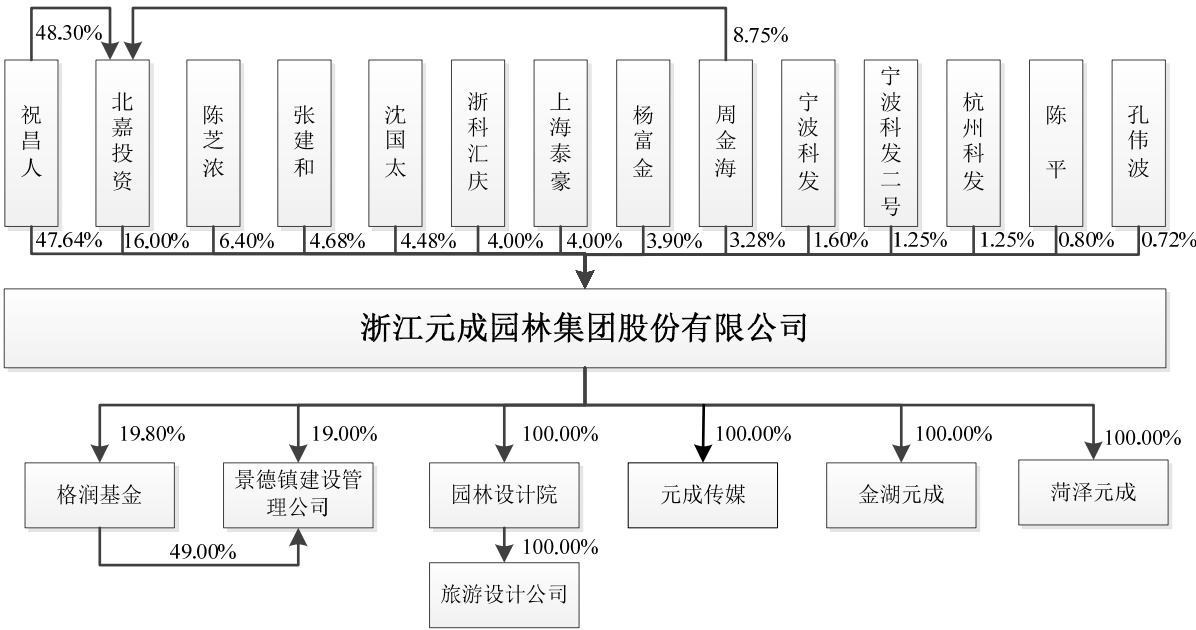 48.30%
8.75%
祝昌人
北嘉投资
陈芝浓
张建和
沈国太
浙科汇庆
上海泰豪
杨富金
周金海
宁波科发
宁波科发二号
杭州科发
陈平
孔伟波
47.64%
16.00%
6.40%
4.68%
4.48%
4.00%
4.00%
3.90%
3.28%
1.60%
1.25%
1.25%
0.80%
0.72%
浙江元成园林集团股份有限公司
19.80%
19.00%
100.00%
100.00%
100.00%
100.00%
格润基金
景德镇建设管
理公司
园林设计院
元成传媒
金湖元成
菏泽元成
49.00%
100.00%
旅游设计公司